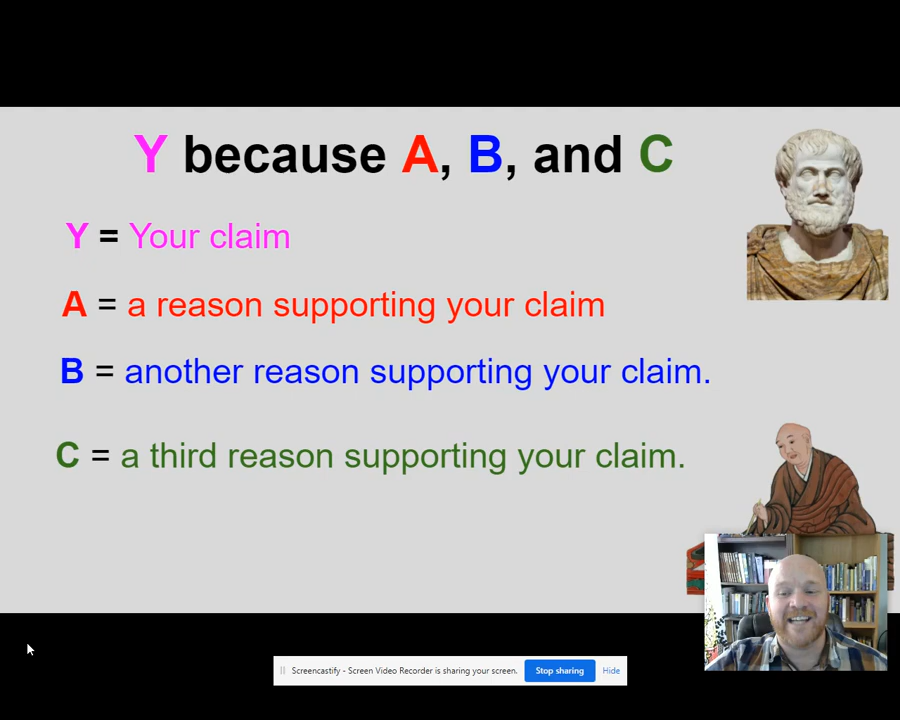 Y because A, B, and C
Y = Your claim
A = a reason supporting your claim
B = another reason supporting your claim.
C = a third reason supporting your claim.
Screencastify - Screen Video Recorder is sharing your screen. Stop sharing Hide